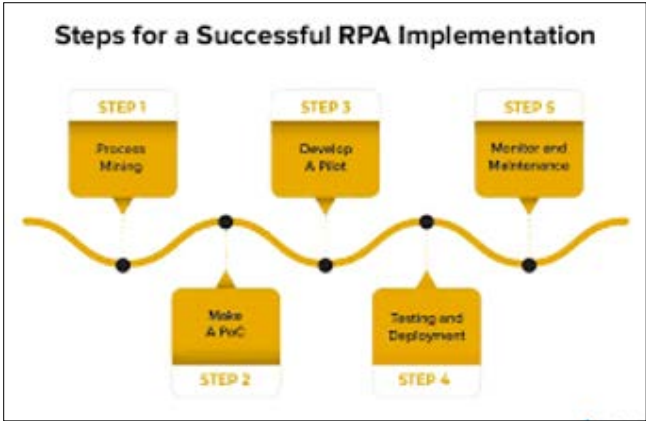 Steps for a Successful RPA Implementation
STEP 1
Process
Mining
Make
A PoC
STEP 2
STEP 3
Develop
A Pilot
Testing and
Deployment
STEP 4
STEP 5
Monitor and
Maintenance